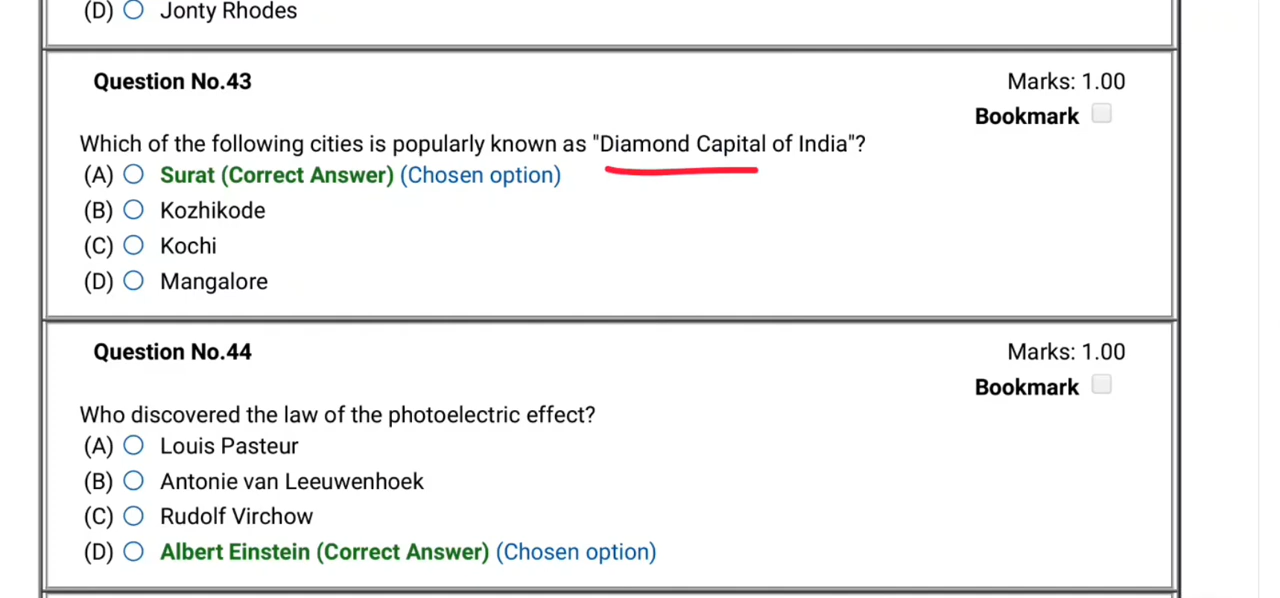 (D) Jonty Rhodes
Question No.43
Marks: 1.00
Bookmark
Which of the following cities is popularly known as "Diamond Capital of India"?
(A) Surat (Correct Answer) (Chosen option)
(B) Kozhikode
(C) Kochi
(D) Mangalore
Question No.44
Marks: 1.00
Bookmark
Who discovered the law of the photoelectric effect?
(A) Louis Pasteur
(B) Antonie van Leeuwenhoek
(C) Rudolf Virchow
(D) Albert Einstein (Correct Answer) (Chosen option)